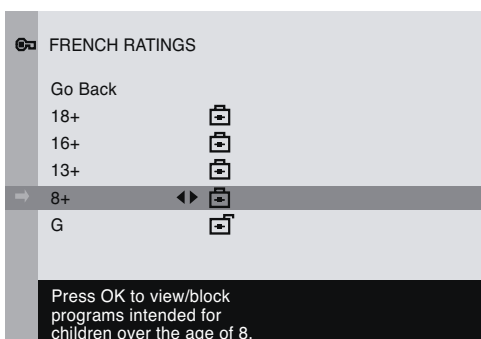 FRENCH RATINGS
Go Back
18+
16+
13+
8+
G
Press OK to view/block
programs intended for
children over the age of 8.